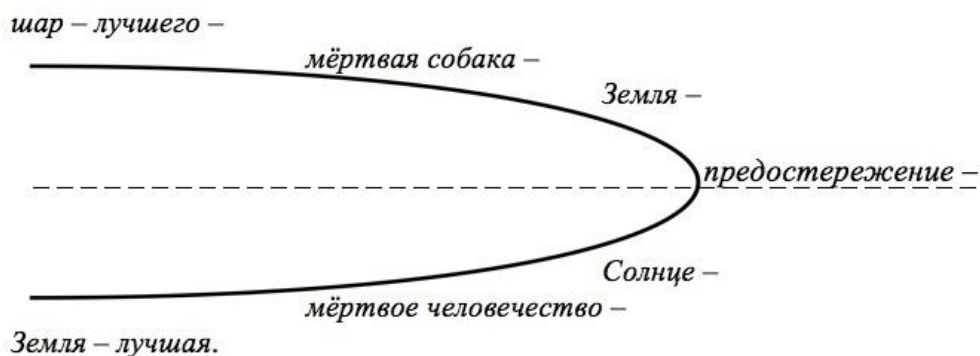 шар – лучшего –
мёртвая собака –
Земля –
предостережение –
Солнце –
мёртвое человечество –
Земля – лучшая.